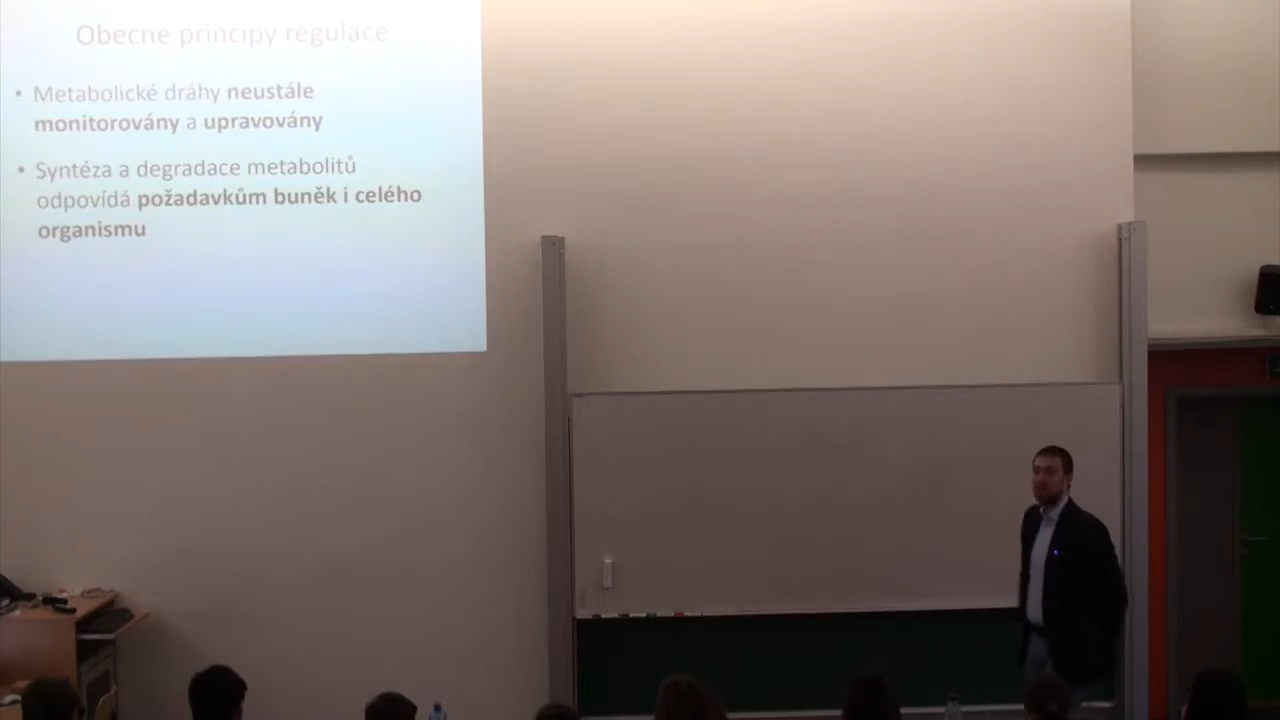 Obecné principy regulace
• Metabolické dráhy neustále
monitorovány a upravovány
• Syntéza a degradace metabolitů
odpovídá požadavkům buněk i celého
organismu